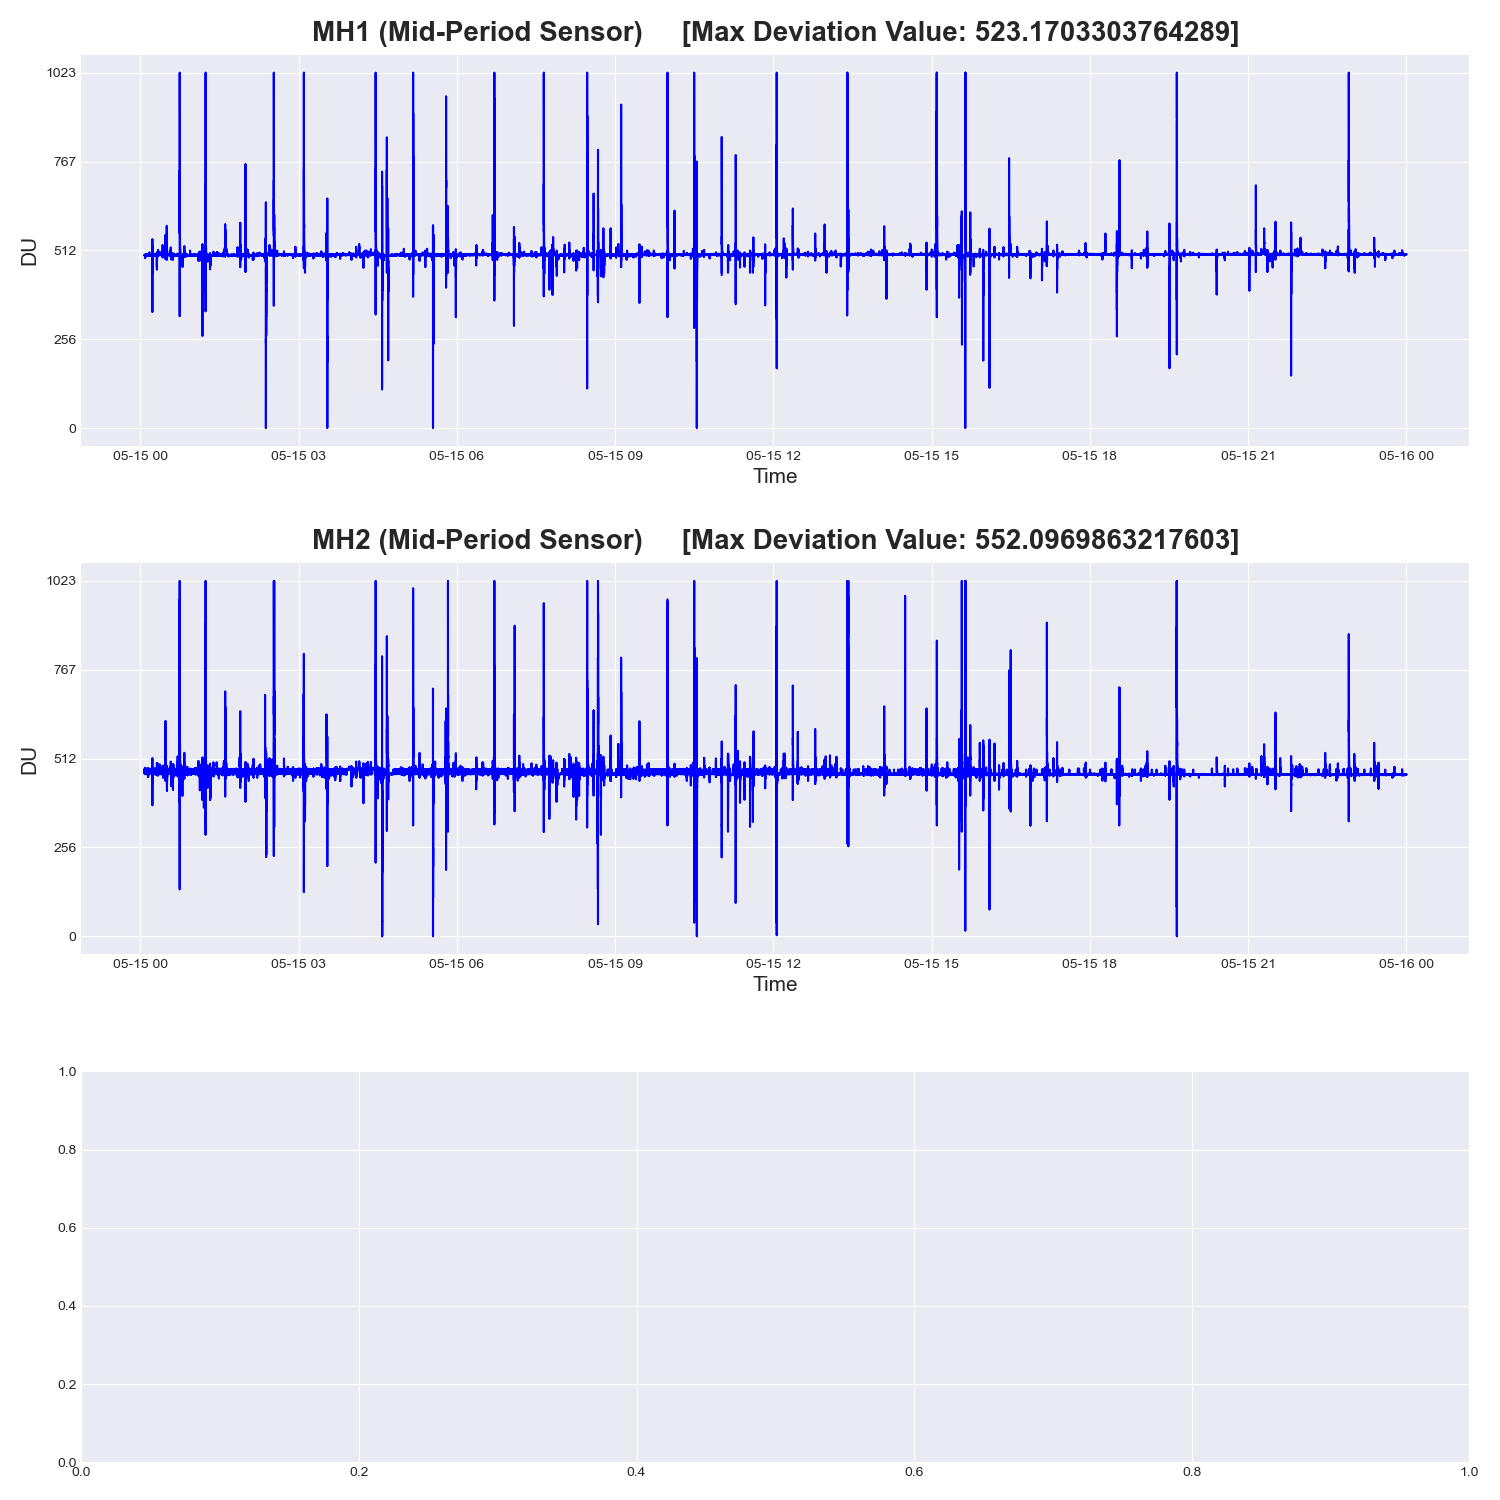 MH1 (Mid-Period Sensor) [Max Deviation Value: 523.1703303764289]
1023
767
512
256
0
DU
05-15 00 05-15 03 05-15 06 05-15 09 05-15 12 05-15 15 05-15 18 05-15 21 05-16 00
Time
MH2 (Mid-Period Sensor) [Max Deviation Value: 552.0969863217603]
1023
767
512
256
0
DU
05-15 00 05-15 03 05-15 06 05-15 09 05-15 12 05-15 15 05-15 18 05-15 21 05-16 00
Time
1.0
0.8
0.6
0.4
0.2
0.0
0.0 0.2 0.4 0.6 0.8 1.0